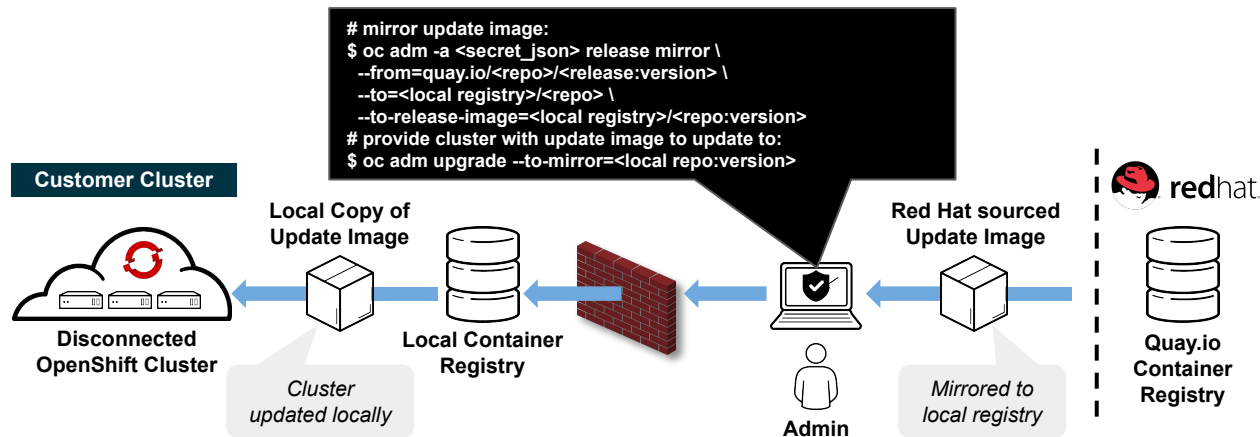 # mirror update image:
$ oc adm -a <secret_json> release mirror \
--from=quay.io/<repo>/<release:version> \
--to=<local registry>/<repo> \
--to-release-image=<local registry>/<repo:version>
# provide cluster with update image to update to:
$ oc adm upgrade --to-mirror=<local repo:version>
Customer Cluster
Disconnected
OpenShift Cluster
Local Copy of
Update Image
Cluster
updated locally
Local Container
Registry
Admin
Red Hat sourced
Update Image
Mirrored to
local registry
redhat.
Quay.io
Container
Registry